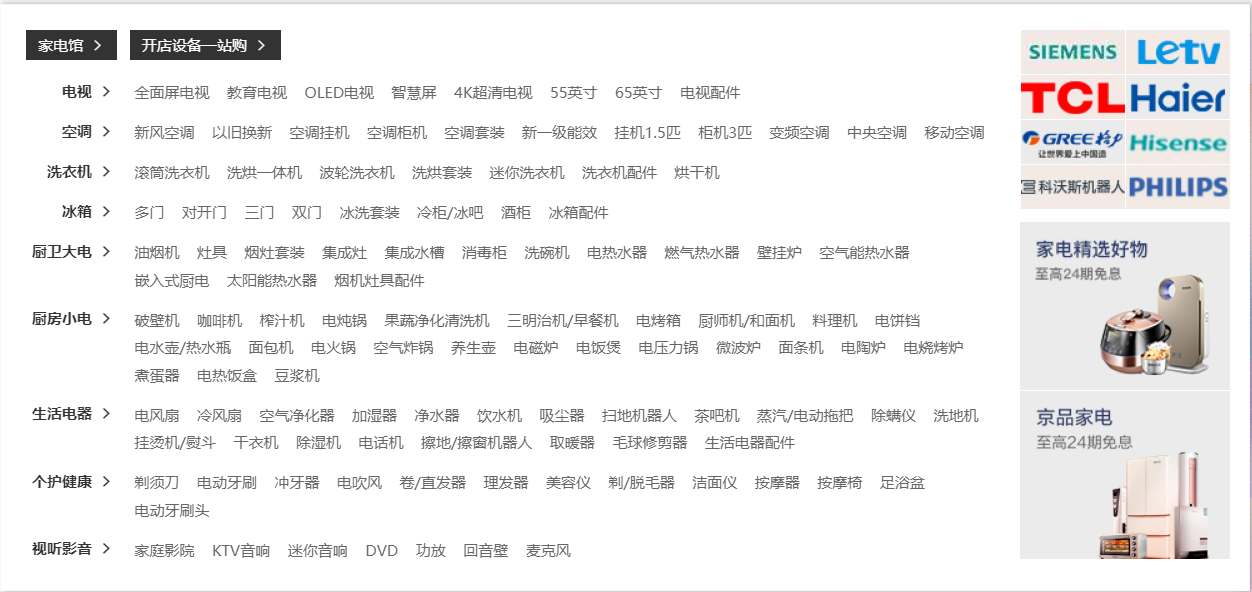 家电馆 开店设备一站购
电视 全面屏电视 教育电视 OLED电视 智慧屏 4K超清电视 55英寸 65英寸 电视配件
空调 新风空调 以旧换新 空调挂机 空调柜机 空调套装 新一级能效 挂机1.5匹 柜机3匹 变频空调 中央空调 移动空调
洗衣机 滚筒洗衣机 洗烘一体机 波轮洗衣机 洗烘套装 迷你洗衣机 洗衣机配件 烘干机
冰箱 多门 对开门 三门 双门 冰洗套装 冷柜/冰吧 酒柜 冰箱配件
厨卫大电 油烟机 灶具 烟灶套装 集成灶 集成水槽 消毒柜 洗碗机 电热水器 燃气热水器 壁挂炉 空气能热水器
嵌入式厨电 太阳能热水器 烟机灶具配件
厨房小电 破壁机 咖啡机 榨汁机 电炖锅 果蔬净化清洗机 三明治机/早餐机 电烤箱 厨师机/和面机 料理机 电饼铛
电水壶/热水瓶 面包机 电火锅 空气炸锅 养生壶 电磁炉 电饭煲 电压力锅 微波炉 面条机 电陶炉 电烧烤炉
煮蛋器 电热饭盒 豆浆机
生活电器 电风扇 冷风扇 空气净化器 加湿器 净水器 饮水机 吸尘器 扫地机器人 茶吧机 蒸汽/电动拖把 除螨仪 洗地机
挂烫机/熨斗 干衣机 除湿机 电话机 擦地/擦窗机器人 取暖器 毛球修剪器 生活电器配件
个护健康 剃须刀 电动牙刷 冲牙器 电吹风 卷/直发器 理发器 美容仪 剃/脱毛器 洁面仪 按摩器 按摩椅 足浴盆
电动牙刷头
视听影音 家庭影院 KTV音响 迷你音响 DVD 功放 回音壁 麦克风
SIEMENS Letv
TCL Haier
GREE格力 Hisense
让世界爱上中国造
科沃斯机器人 PHILIPS
家电精选好物
至高24期免息
京品家电
至高24期免息